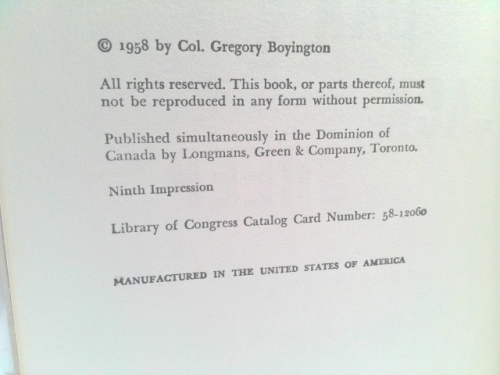 © 1958 by Col. Gregory Boyington
All rights reserved. This book, or parts thereof, must
not be reproduced in any form without permission.
Published simultaneously in the Dominion of
Canada by Longmans, Green & Company, Toronto.
Ninth Impression
Library of Congress Catalog Card Number: 58-12060
MANUFACTURED IN THE UNITED STATES OF AMERICA